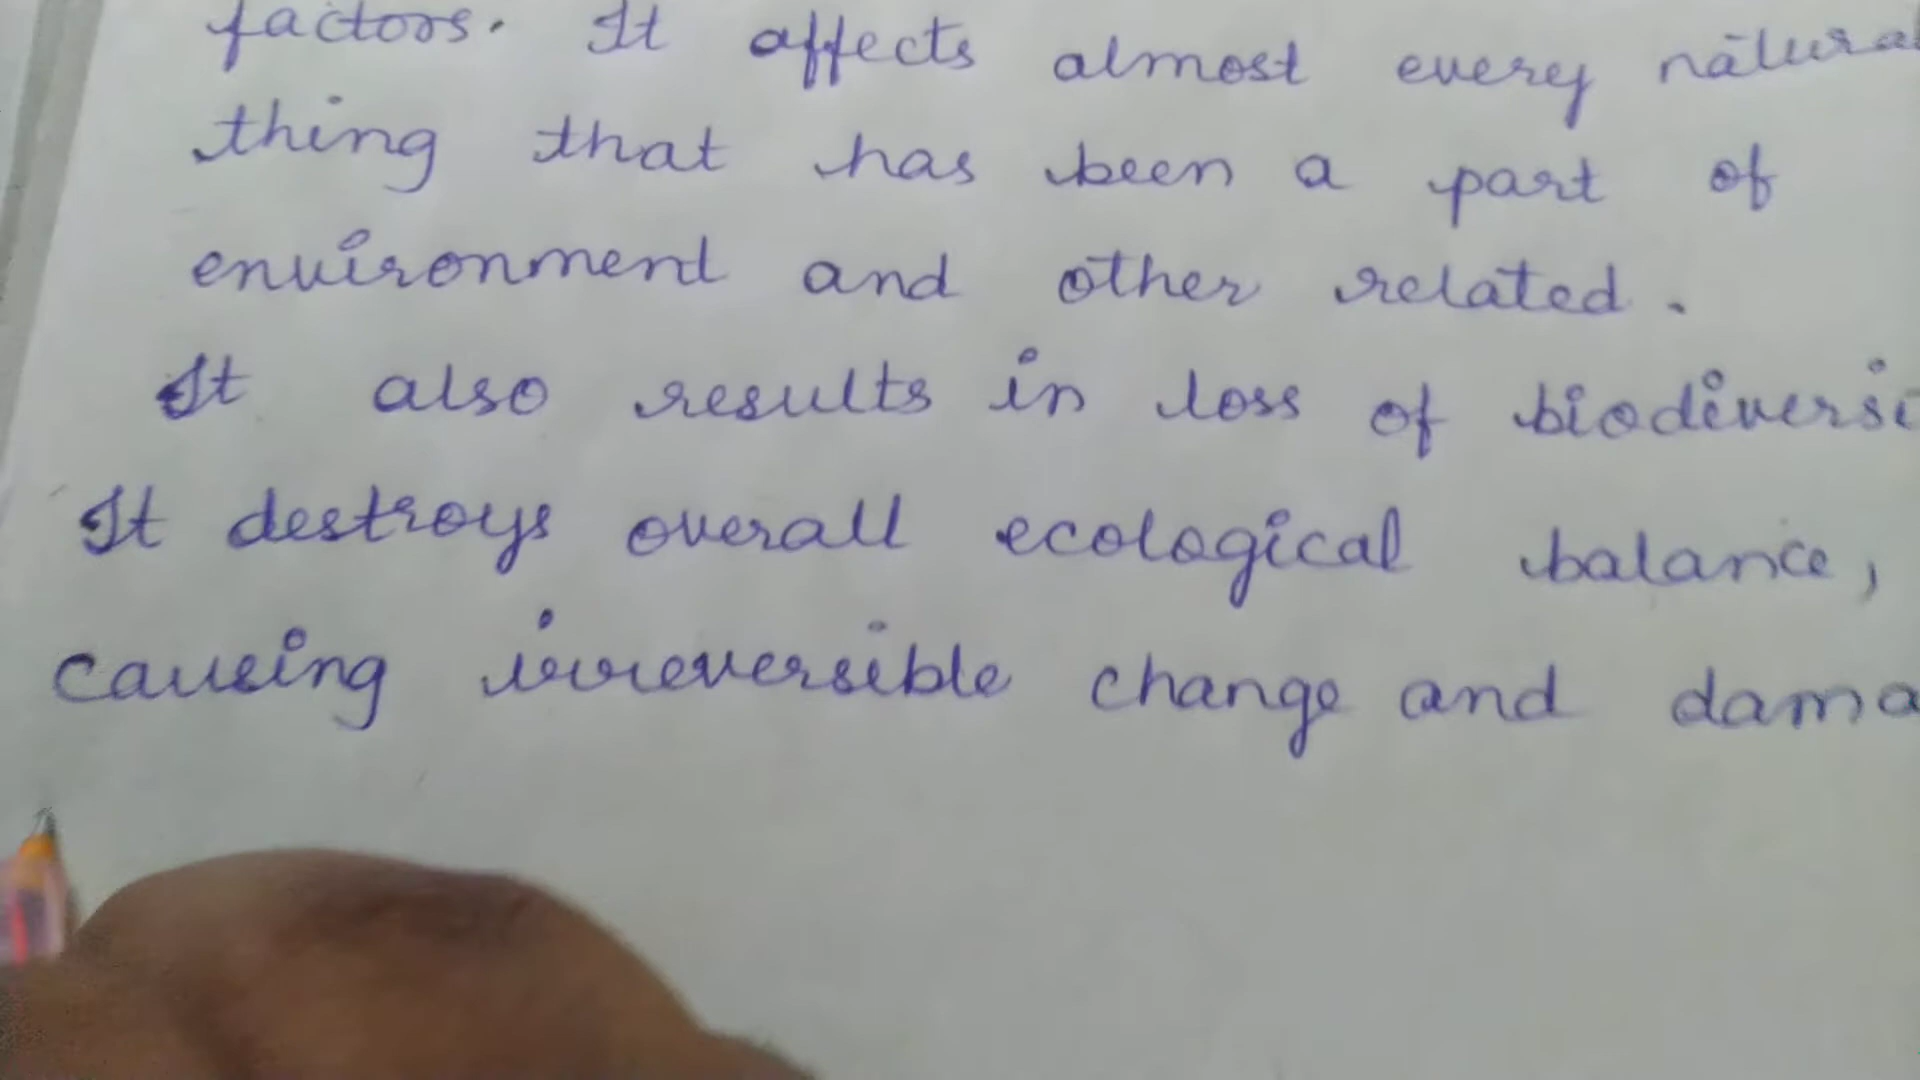 factors. It affects almost every natural
thing that has been a part of
environment and other related.
It also results in loss of biodiversi
It destroys overall ecological balance,
causing irreversible change and dama